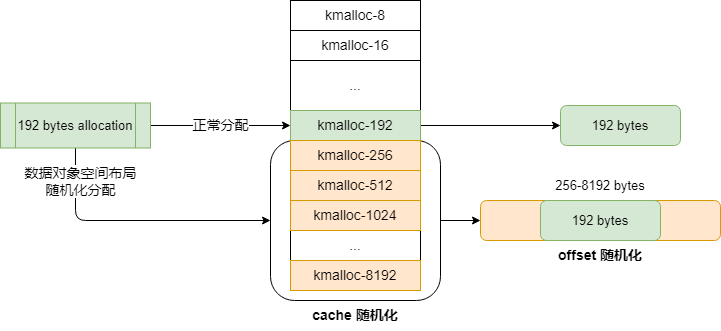 kmalloc-8
kmalloc-16
...
192 bytes allocation
正常分配
kmalloc-192
192 bytes
数据对象空间布局
随机化分配
kmalloc-256
kmalloc-512
kmalloc-1024
...
kmalloc-8192
cache 随机化
256-8192 bytes
192 bytes
offset 随机化